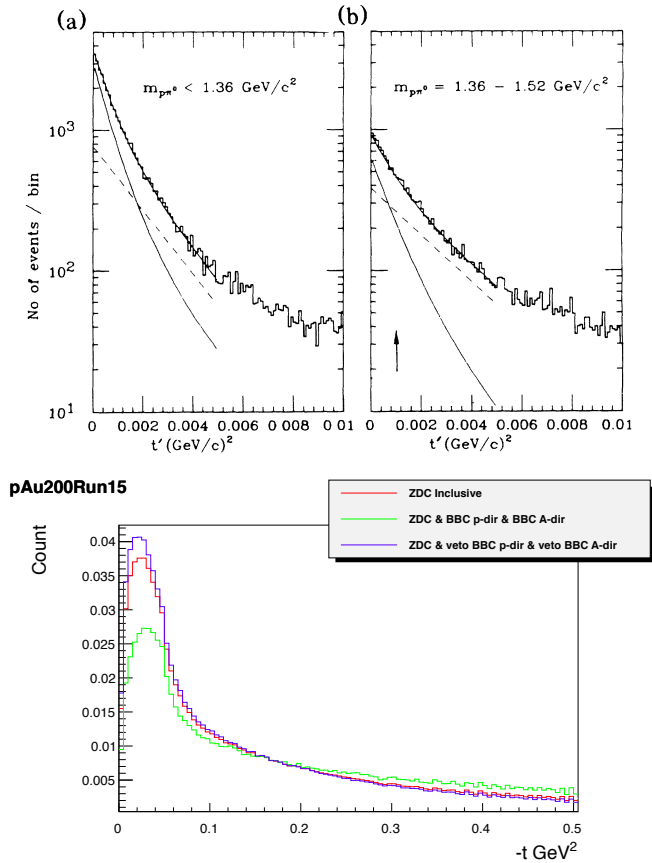 (a)
(b)
m_pπ⁰ < 1.36 GeV/c²
m_pπ⁰ = 1.36 - 1.52 GeV/c²
No of events / bin
10³
10²
10¹
0 0.002 0.004 0.006 0.008 0 01
0 0.002 0.004 0.006 0.008 0.01
t′(GeV/c)²
t′(GeV/c)²
pAu200Run15
ZDC Inclusive
ZDC & BBC p-dir & BBC A-dir
ZDC & veto BBC p-dir & veto BBC A-dir
Count
0.04
0.035
0.03
0.025
0.02
0.015
0.01
0.005
0 0.1 0.2 0.3 0.4 0.5
-t GeV²